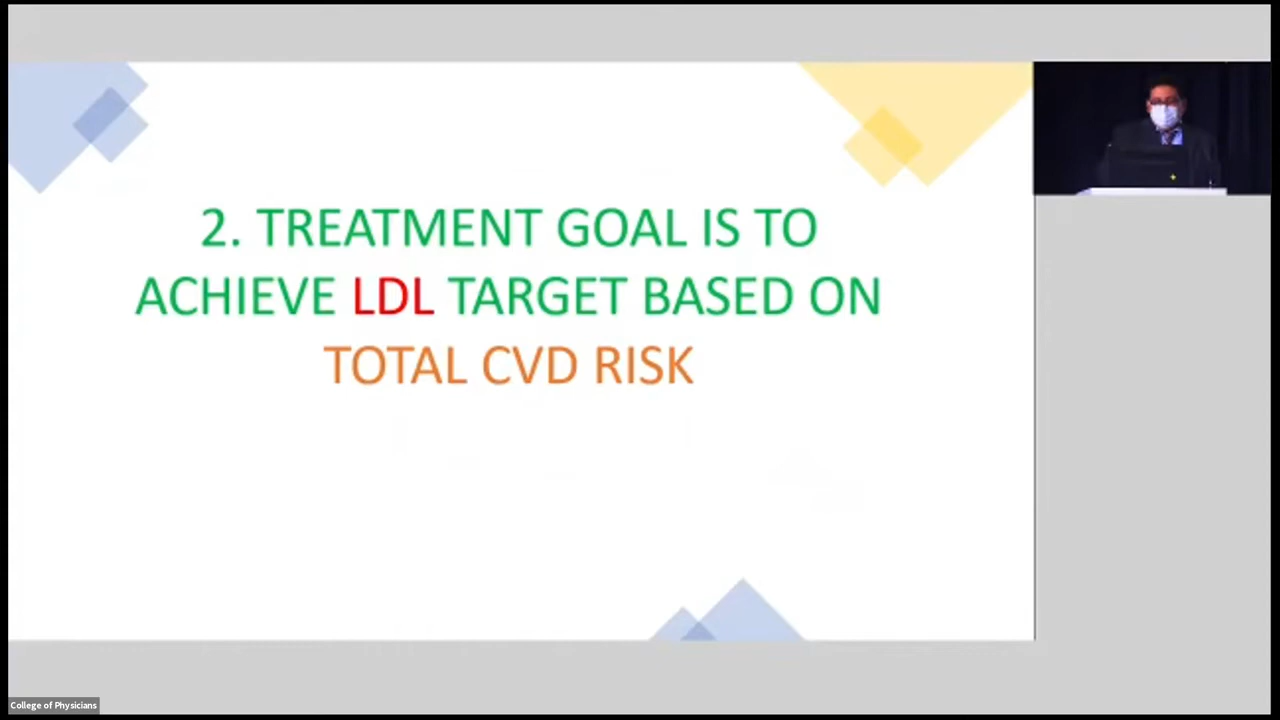 2. TREATMENT GOAL IS TO
ACHIEVE LDL TARGET BASED ON
TOTAL CVD RISK
College of Physicians